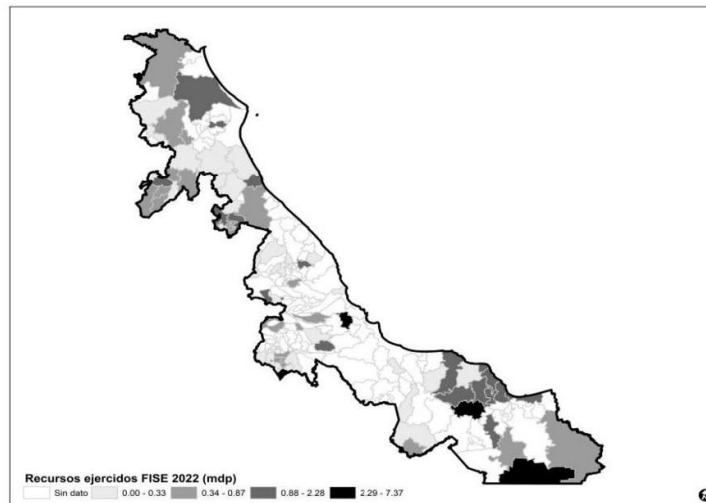 Recursos ejercidos FISE 2022 (mdp)
Sin dato 0.00 - 0.33 0.34 - 0.87 0.88 - 2.28 2.29 - 7.37